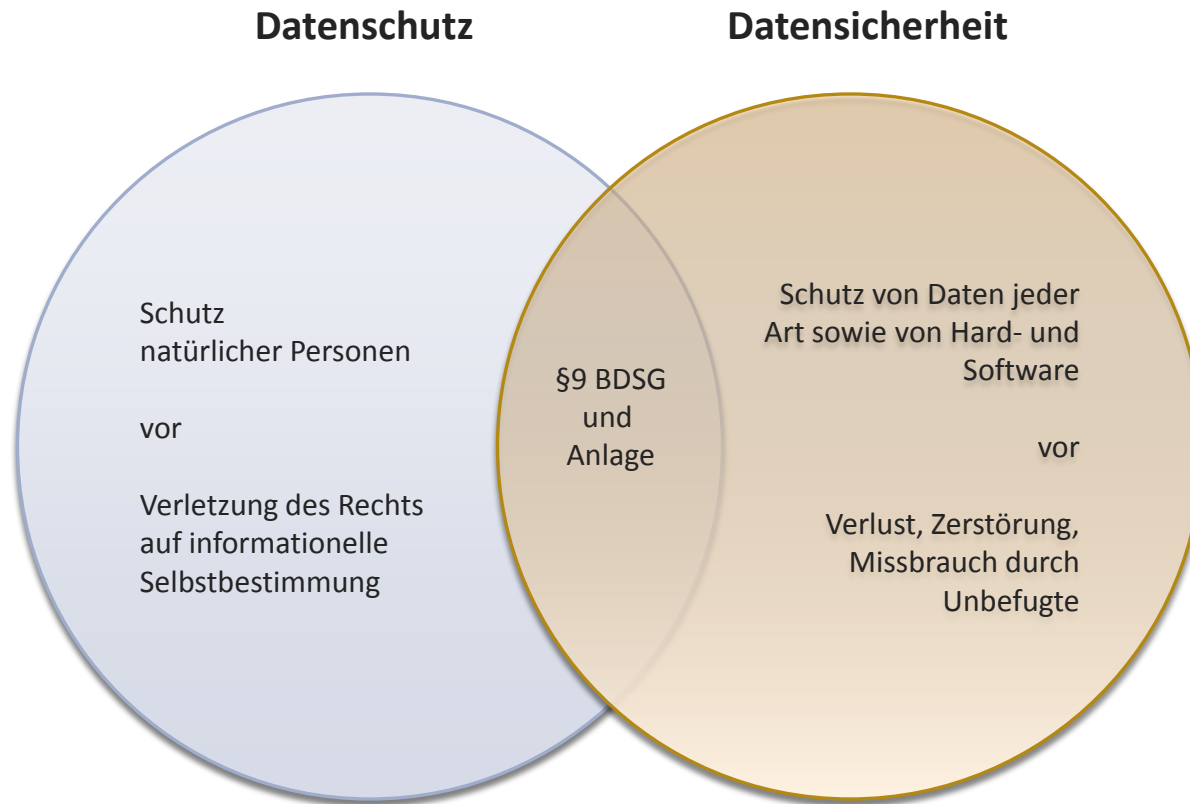 Datenschutz
Datensicherheit
Schutz
natürlicher Personen
vor
Verletzung des Rechts
auf informationelle
Selbstbestimmung
§9 BDSG
und
Anlage
Schutz von Daten jeder
Art sowie von Hard- und
Software
vor
Verlust, Zerstörung,
Missbrauch durch
Unbefugte